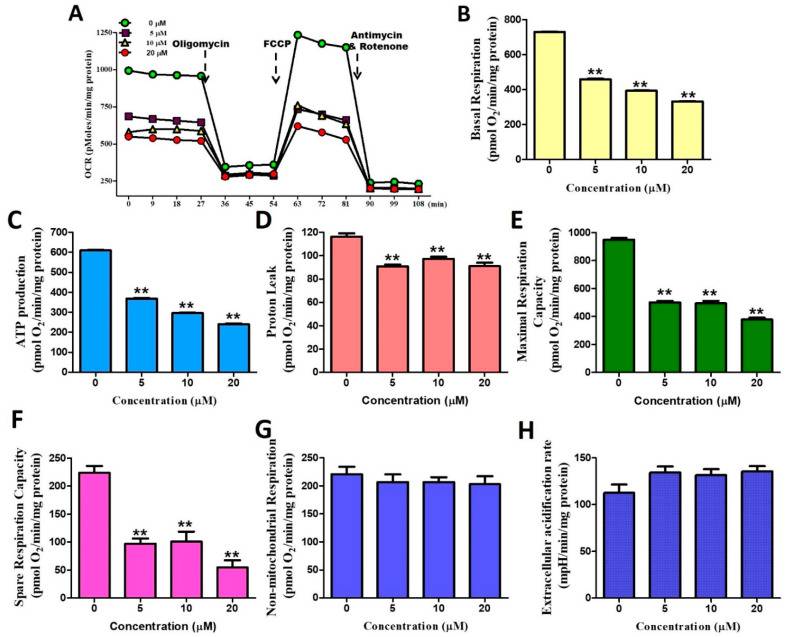 A
0 µM
5 µM
10 µM
20 µM
Oligomycin
FCCP
Antimycin
& Rotenone
OCR (pMoles/min/mg protein)
1250
1000
750
500
250
0 9 18 27 36 45 54 63 72 81 90 99 108 (min)
B
Basal Respiration
(pmol O2/min/mg protein)
800
600
400
200
0
** ** **
0 5 10 20
Concentration (µM)
C
ATP production
(pmol O2/min/mg protein)
700
600
500
400
300
200
100
0
** ** **
0 5 10 20
Concentration (µM)
D
Proton Leak
(pmol O2/min/mg protein)
120
100
80
60
40
20
0
** ** **
0 5 10 20
Concentration (µM)
E
Maximal Respiration
Capacity
(pmol O2/min/mg protein)
1000
800
600
400
200
0
** ** **
0 5 10 20
Concentration (µM)
F
Spare Respiration Capacity
(pmol O2/min/mg protein)
250
200
150
100
50
0
** ** **
0 5 10 20
Concentration (µM)
G
Non-mitochondrial Respiration
(pmol O2/min/mg protein)
250
200
150
100
50
0
0 5 10 20
Concentration (µM)
H
Extracellular acidification rate
(mpH/min/mg protein)
150
100
50
0
0 5 10 20
Concentration (µM)